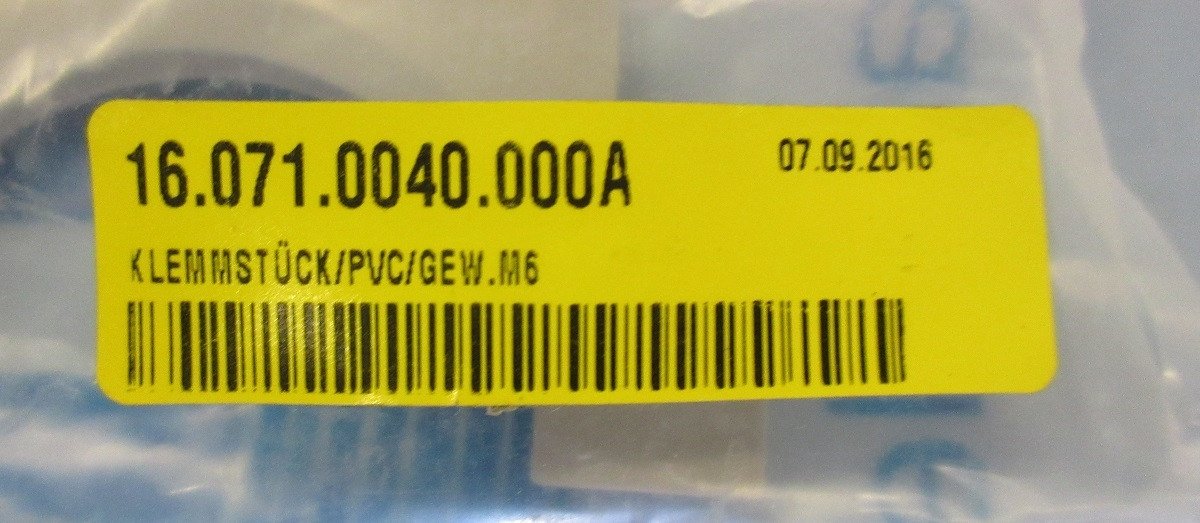 16.071.0040.000A 07.09.2016
KLEMMSTÜCK/PVC/GEW.M6